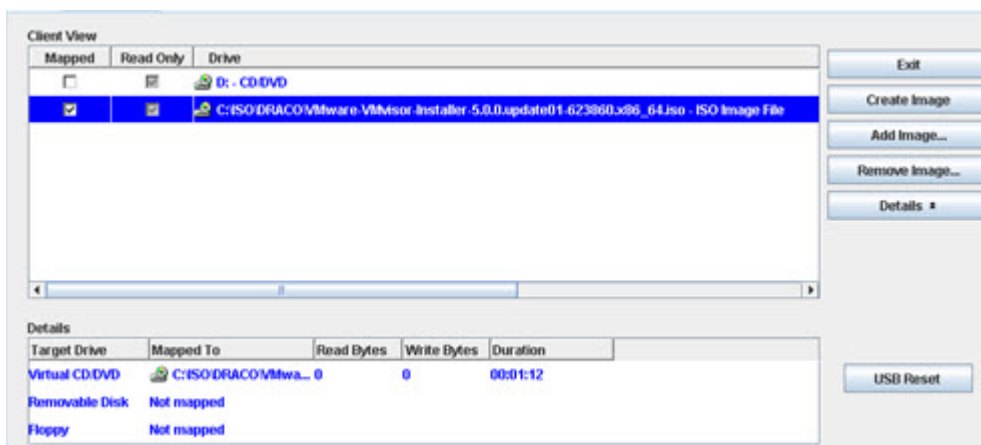 Client View
Mapped Read Only Drive
Exit
D: - CD/DVD
Create Image
C:\ISO\DRACO\VMware-VMvisor-Installer-5.0.0.update01-623860.x86_64.iso - ISO Image File
Add Image...
Remove Image...
Details
Details
Target Drive Mapped To Read Bytes Write Bytes Duration
Virtual CD/DVD C:\ISO\DRACO\VMwa... 0 0 00:01:12
USB Reset
Removable Disk Not mapped
Floppy Not mapped